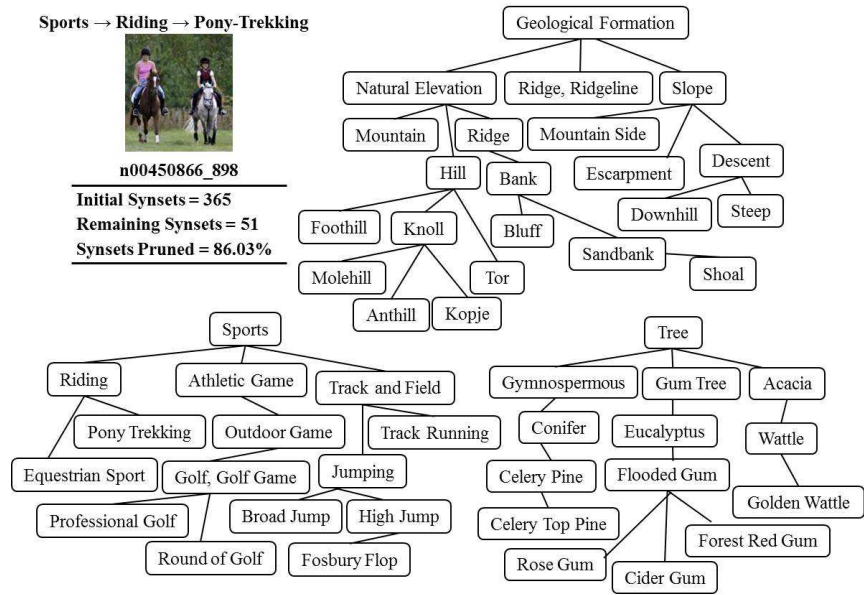 Sports → Riding → Pony-Trekking
n00450866_898
Initial Synsets = 365
Remaining Synsets = 51
Synsets Pruned = 86.03%
Geological Formation
Natural Elevation
Ridge, Ridgeline
Slope
Mountain
Ridge
Mountain Side
Hill
Bank
Escarpment
Descent
Foothill
Knoll
Bluff
Downhill
Steep
Molehill
Tor
Sandbank
Shoal
Anthill
Kopje
Sports
Riding
Athletic Game
Track and Field
Pony Trekking
Outdoor Game
Track Running
Equestrian Sport
Golf, Golf Game
Jumping
Professional Golf
Broad Jump
High Jump
Round of Golf
Fosbury Flop
Tree
Gymnospermous
Gum Tree
Acacia
Conifer
Eucalyptus
Wattle
Celery Pine
Flooded Gum
Golden Wattle
Celery Top Pine
Forest Red Gum
Rose Gum
Cider Gum